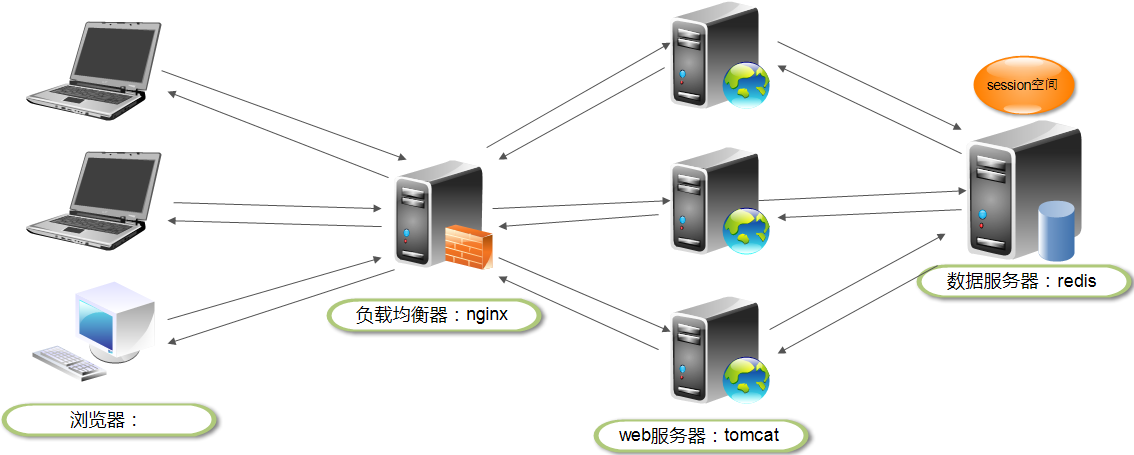 session空间
数据服务器：redis
负载均衡器：nginx
浏览器：
web服务器：tomcat